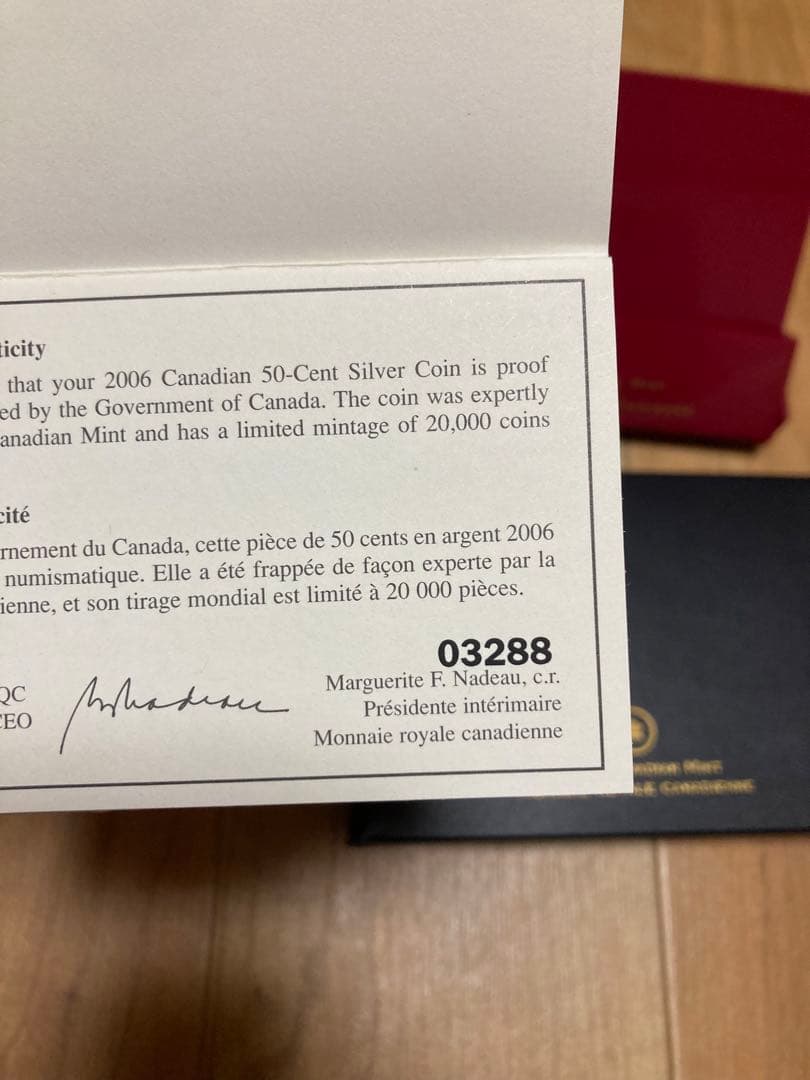 ticity
that your 2006 Canadian 50-Cent Silver Coin is proof
ed by the Government of Canada. The coin was expertly
anadian Mint and has a limited mintage of 20,000 coins
cité
rnement du Canada, cette pièce de 50 cents en argent 2006
numismatique. Elle a été frappée de façon experte par la
ienne, et son tirage mondial est limité à 20 000 pièces.
03288
QC
Marguerite F. Nadeau, c.r.
CEO
Présidente intérimaire
Monnaie royale canadienne